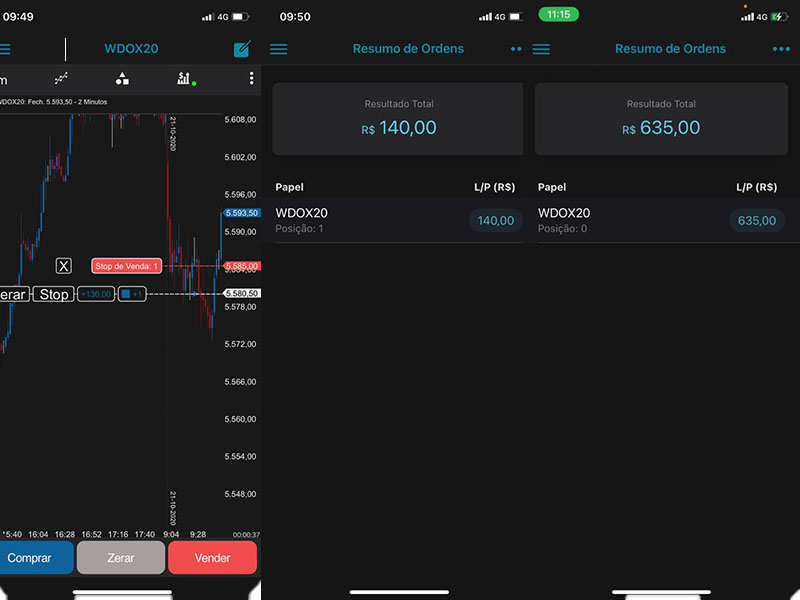 09:49
4G
WDOX20
m
WDOX20: Fech. 5.593,50 - 2 Minutos
21-10-2020
5.608,00
5.602,00
5.596,00
5.593,50
5.590,00
X
Stop de Venda: 1
5.585,00
5.584,00
erar
Stop
+130,00
+1
5.580,50
5.578,00
5.572,00
5.566,00
5.560,00
5.554,00
5.548,00
21-10-2020
15:40 16:04 16:28 16:52 17:16 17:40 9:04 9:28 00:00:37
Comprar
Zerar
Vender
09:50
4G
Resumo de Ordens
Resultado Total
R$ 140,00
Papel L/P (R$)
WDOX20
140,00
Posição: 1
11:15
4G
Resumo de Ordens
Resultado Total
R$ 635,00
Papel L/P (R$)
WDOX20
635,00
Posição: 0